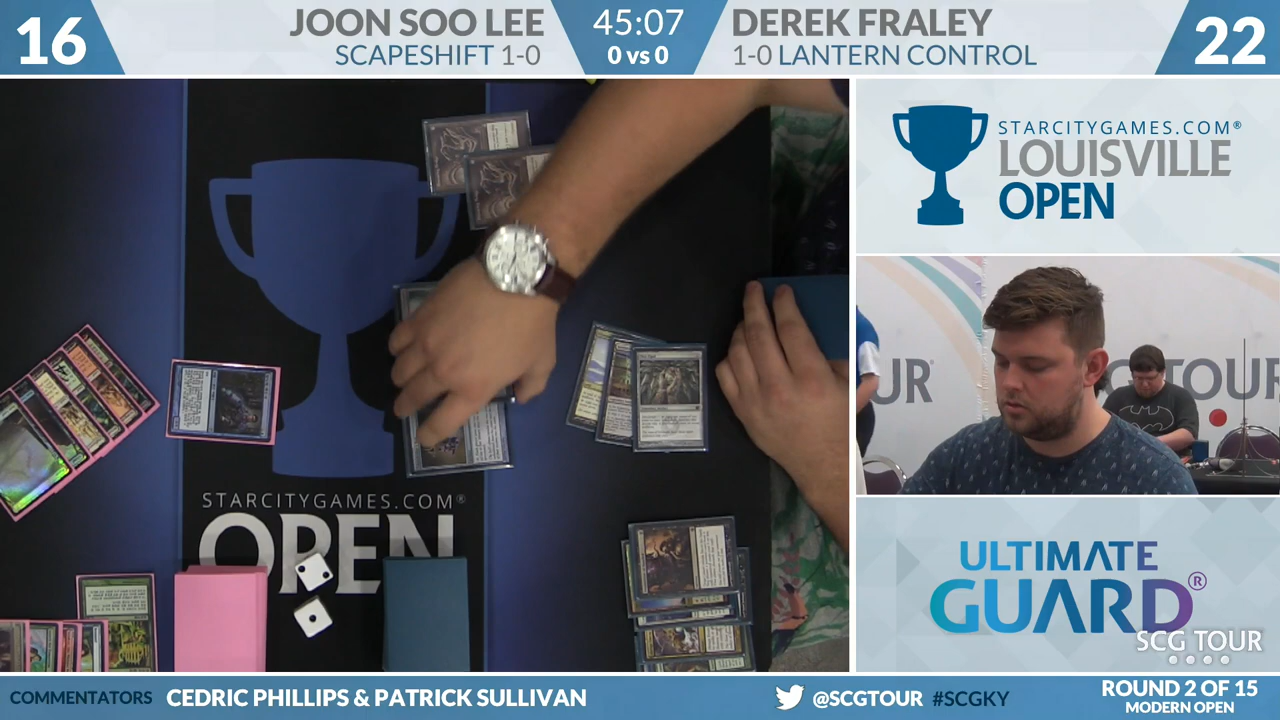 16
JOON SOO LEE
SCAPESHIFT 1-0
45:07
0 vs 0
DEREK FRALEY
1-0 LANTERN CONTROL
22
STARCITYGAMES.COM®
LOUISVILLE
OPEN
STARCITYGAMES.COM®
OPEN
UR
TOUR
ULTIMATE
GUARD®
SCG TOUR
COMMENTATORS CEDRIC PHILLIPS & PATRICK SULLIVAN
@SCGTOUR #SCGKY
ROUND 2 OF 15
MODERN OPEN